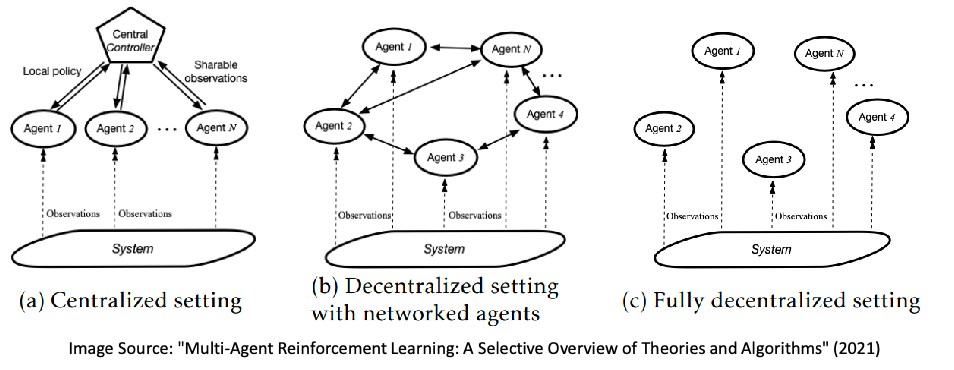 Central
Controller
Local policy
Sharable
observations
Agent 1
Agent 2
...
Agent N
Observations
Observations
System
(a) Centralized setting
Agent 1
Agent N
...
Agent 2
Agent 4
Agent 3
Observations
Observations
System
(b) Decentralized setting
with networked agents
Agent 1
Agent N
...
Agent 2
Agent 4
Agent 3
Observations
Observations
System
(c) Fully decentralized setting
Image Source: "Multi-Agent Reinforcement Learning: A Selective Overview of Theories and Algorithms" (2021)